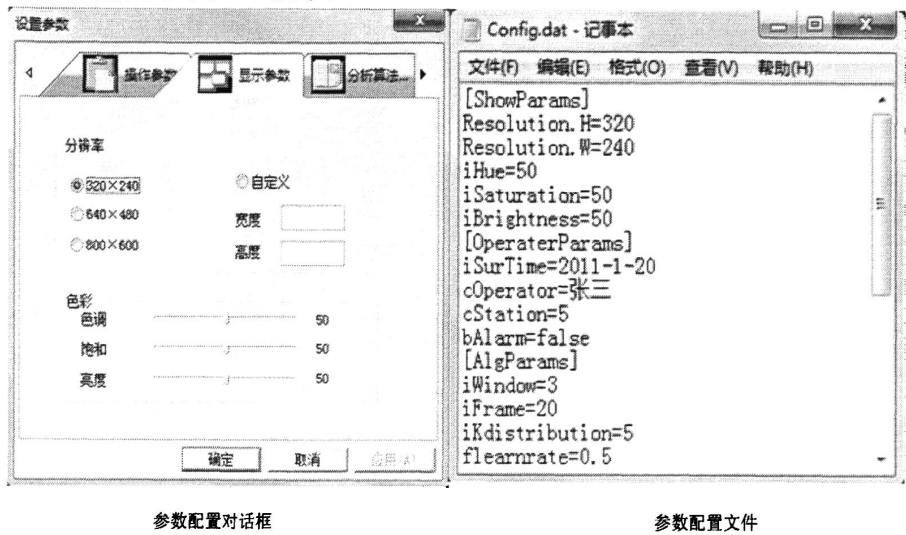 设置参数
操作参数
显示参数
分析算法...
分辨率
320×240
自定义
640×480
宽度
800×600
高度
色彩
色调
50
饱和
50
亮度
50
确定
取消
应用(A)
参数配置对话框
Config.dat - 记事本
文件(F) 编辑(E) 格式(O) 查看(V) 帮助(H)
[ShowParams]
Resolution.H=320
Resolution.W=240
iHue=50
iSaturation=50
iBrightness=50
[OperaterParams]
iSurTime=2011-1-20
cOperator=张三
cStation=5
bAlarm=false
[AlgParams]
iWindow=3
iFrame=20
iKdistribution=5
flearnrate=0.5
参数配置文件